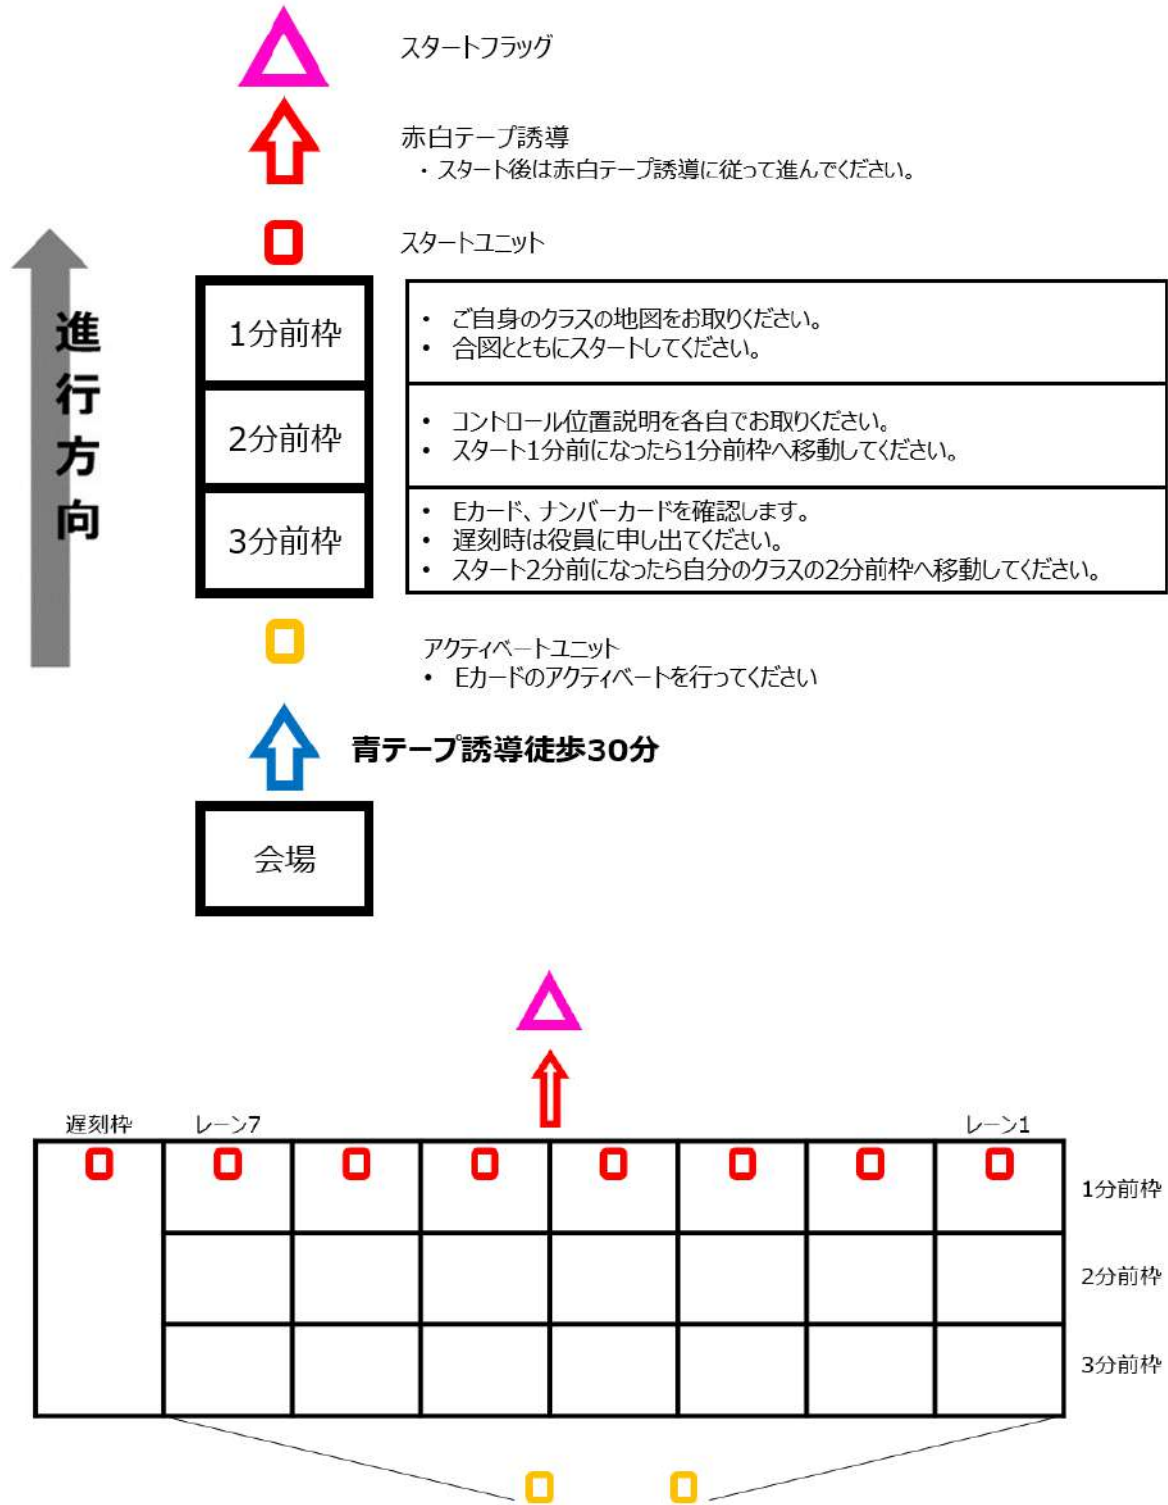 スタートフラッグ
赤白テープ誘導
・スタート後は赤白テープ誘導に従って進んでください。
スタートユニット
進行方向
1分前枠
• ご自身のクラスの地図をお取りください。
• 合図とともにスタートしてください。
2分前枠
• コントロール位置説明を各自でお取りください。
• スタート1分前になったら1分前枠へ移動してください。
3分前枠
• Eカード、ナンバーカードを確認します。
• 遅刻時は役員に申し出てください。
• スタート2分前になったら自分のクラスの2分前枠へ移動してください。
アクティベートユニット
• Eカードのアクティベートを行ってください
青テープ誘導徒歩30分
会場
遅刻枠
レーン7
レーン1
1分前枠
2分前枠
3分前枠